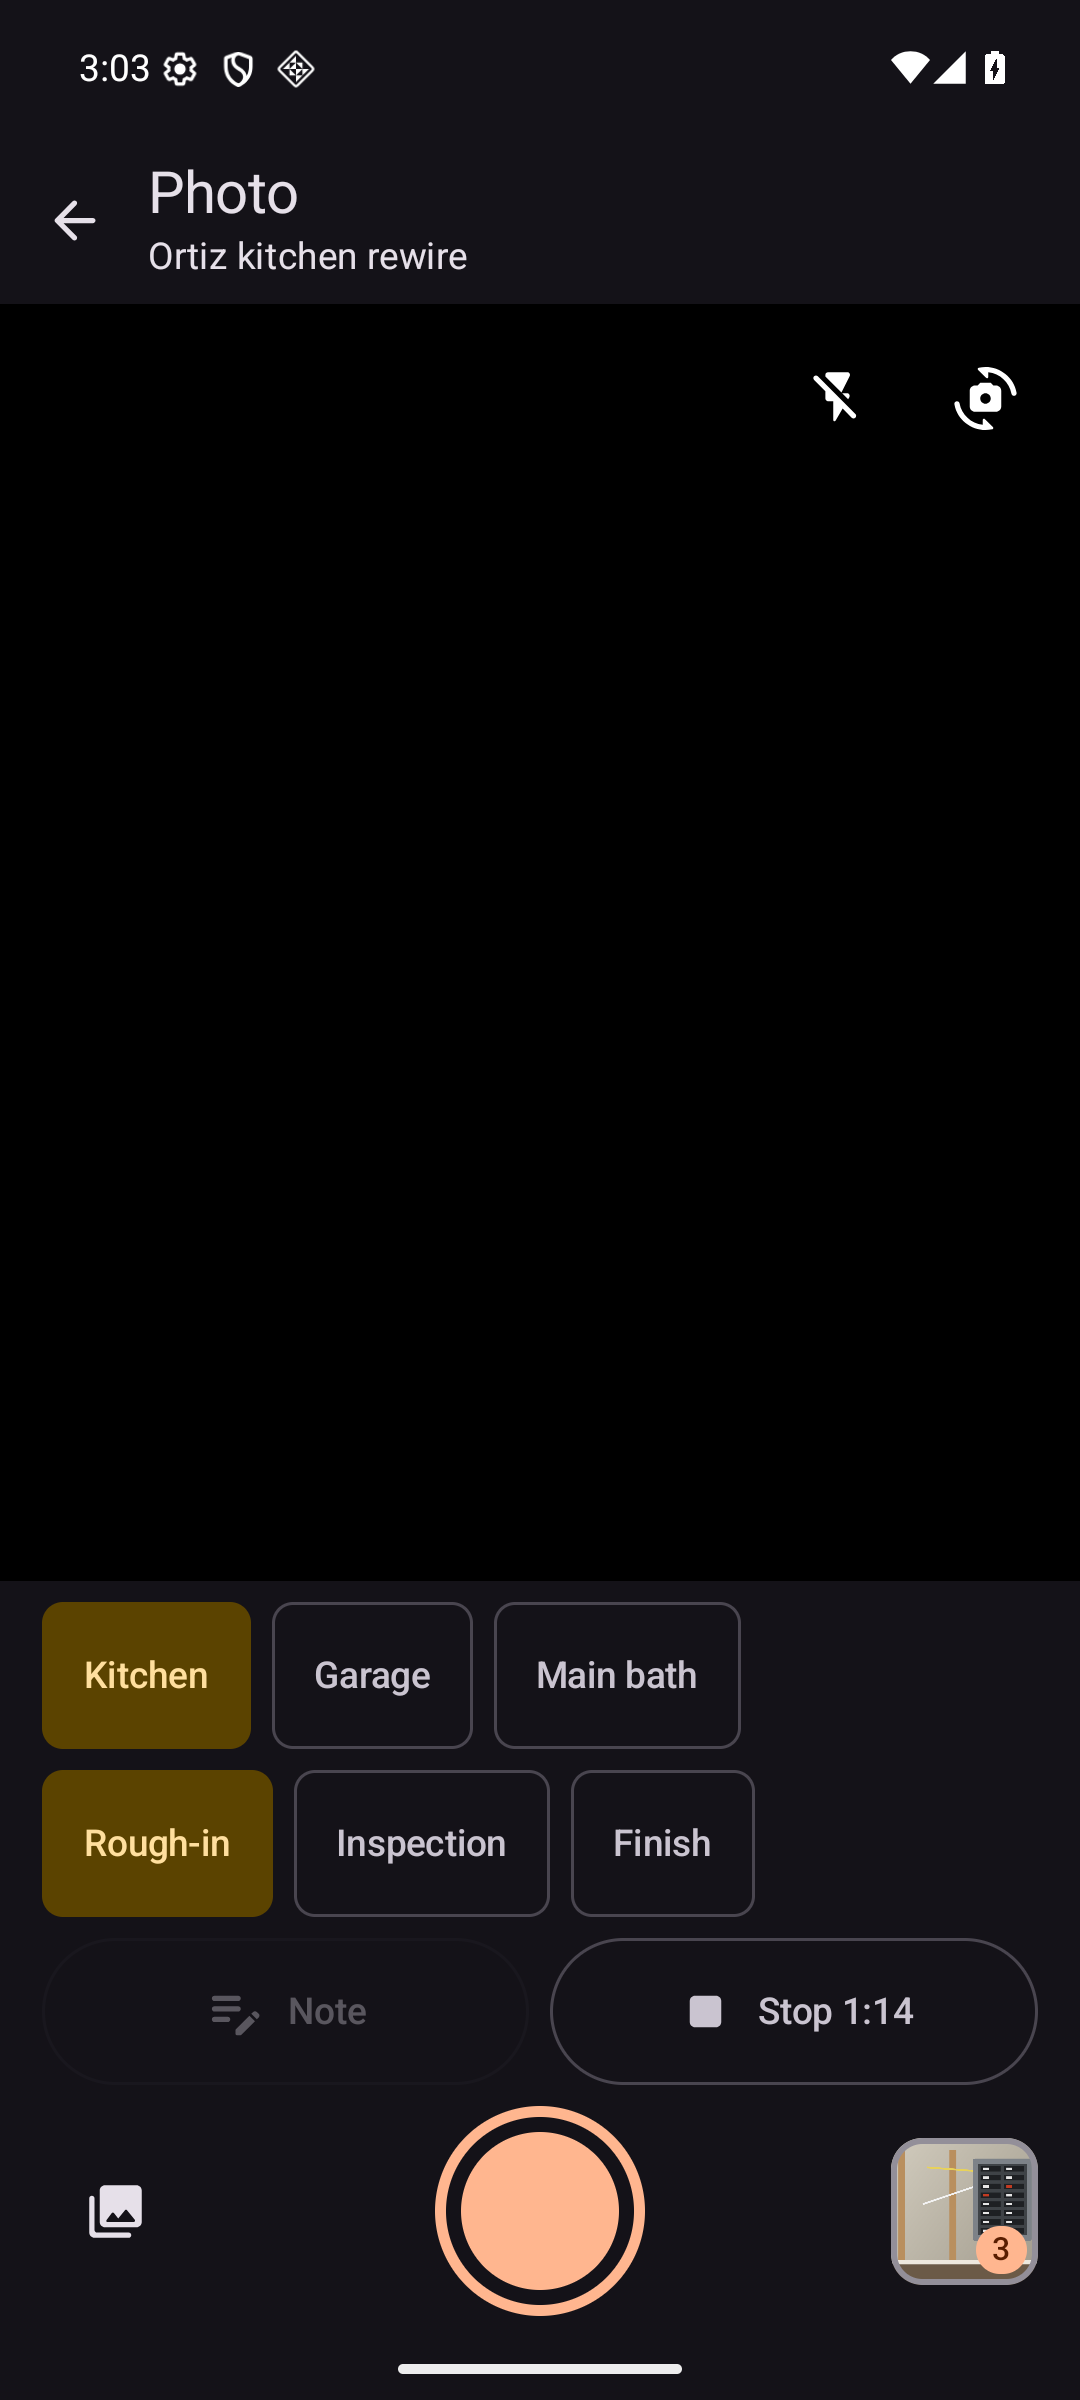 3:03
Photo
Ortiz kitchen rewire
Kitchen
Garage
Main bath
Rough-in
Inspection
Finish
Note
Stop 1:14
3